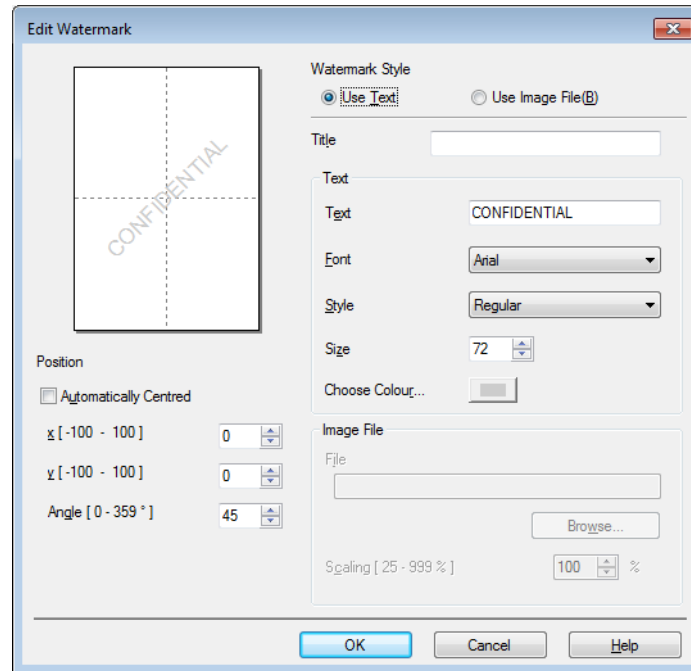 Edit Watermark
CONFIDENTIAL
Position
Automatically Centred
x [ -100 - 100 ] 0
y [ -100 - 100 ] 0
Angle [ 0 - 359 ° ] 45
Watermark Style
Use Text Use Image File(B)
Title
Text
Text CONFIDENTIAL
Font Arial
Style Regular
Size 72
Choose Colour...
Image File
File
Browse...
Scaling [ 25 - 999 % ] 100 %
OK Cancel Help